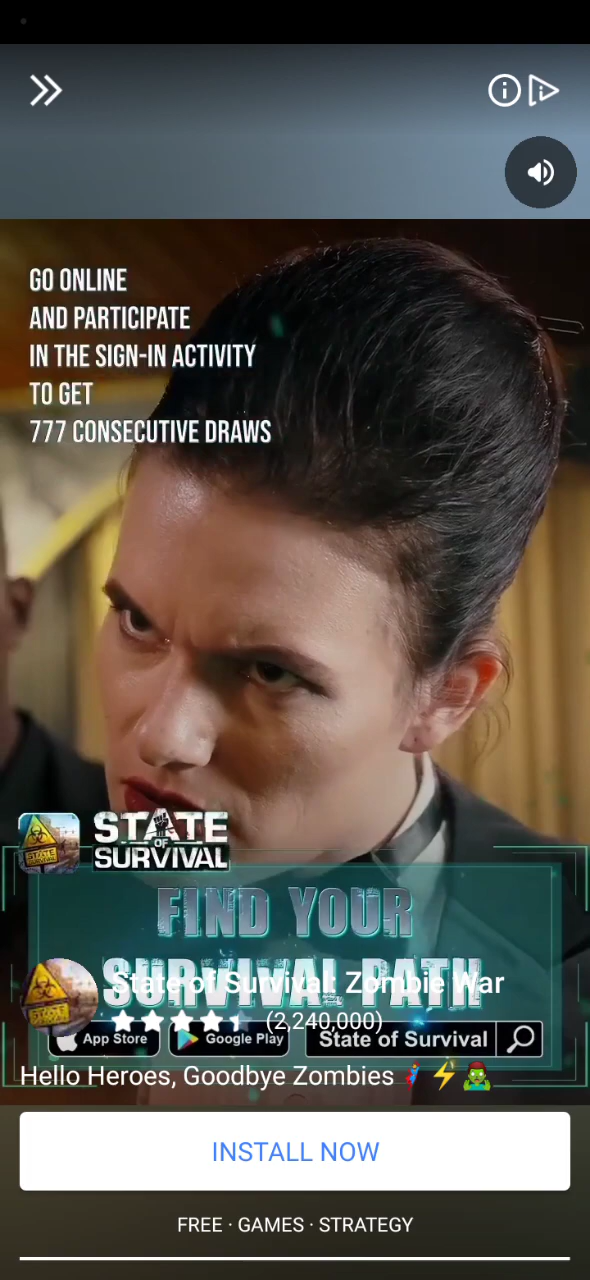 GO ONLINE
AND PARTICIPATE
IN THE SIGN-IN ACTIVITY
TO GET
777 CONSECUTIVE DRAWS
STATE
OF
SURVIVAL
FIND YOUR
SURVIVAL PATH
State of Survival: Zombie War
(2,240,000)
App Store
Google Play
State of Survival
Hello Heroes, Goodbye Zombies
INSTALL NOW
FREE · GAMES · STRATEGY